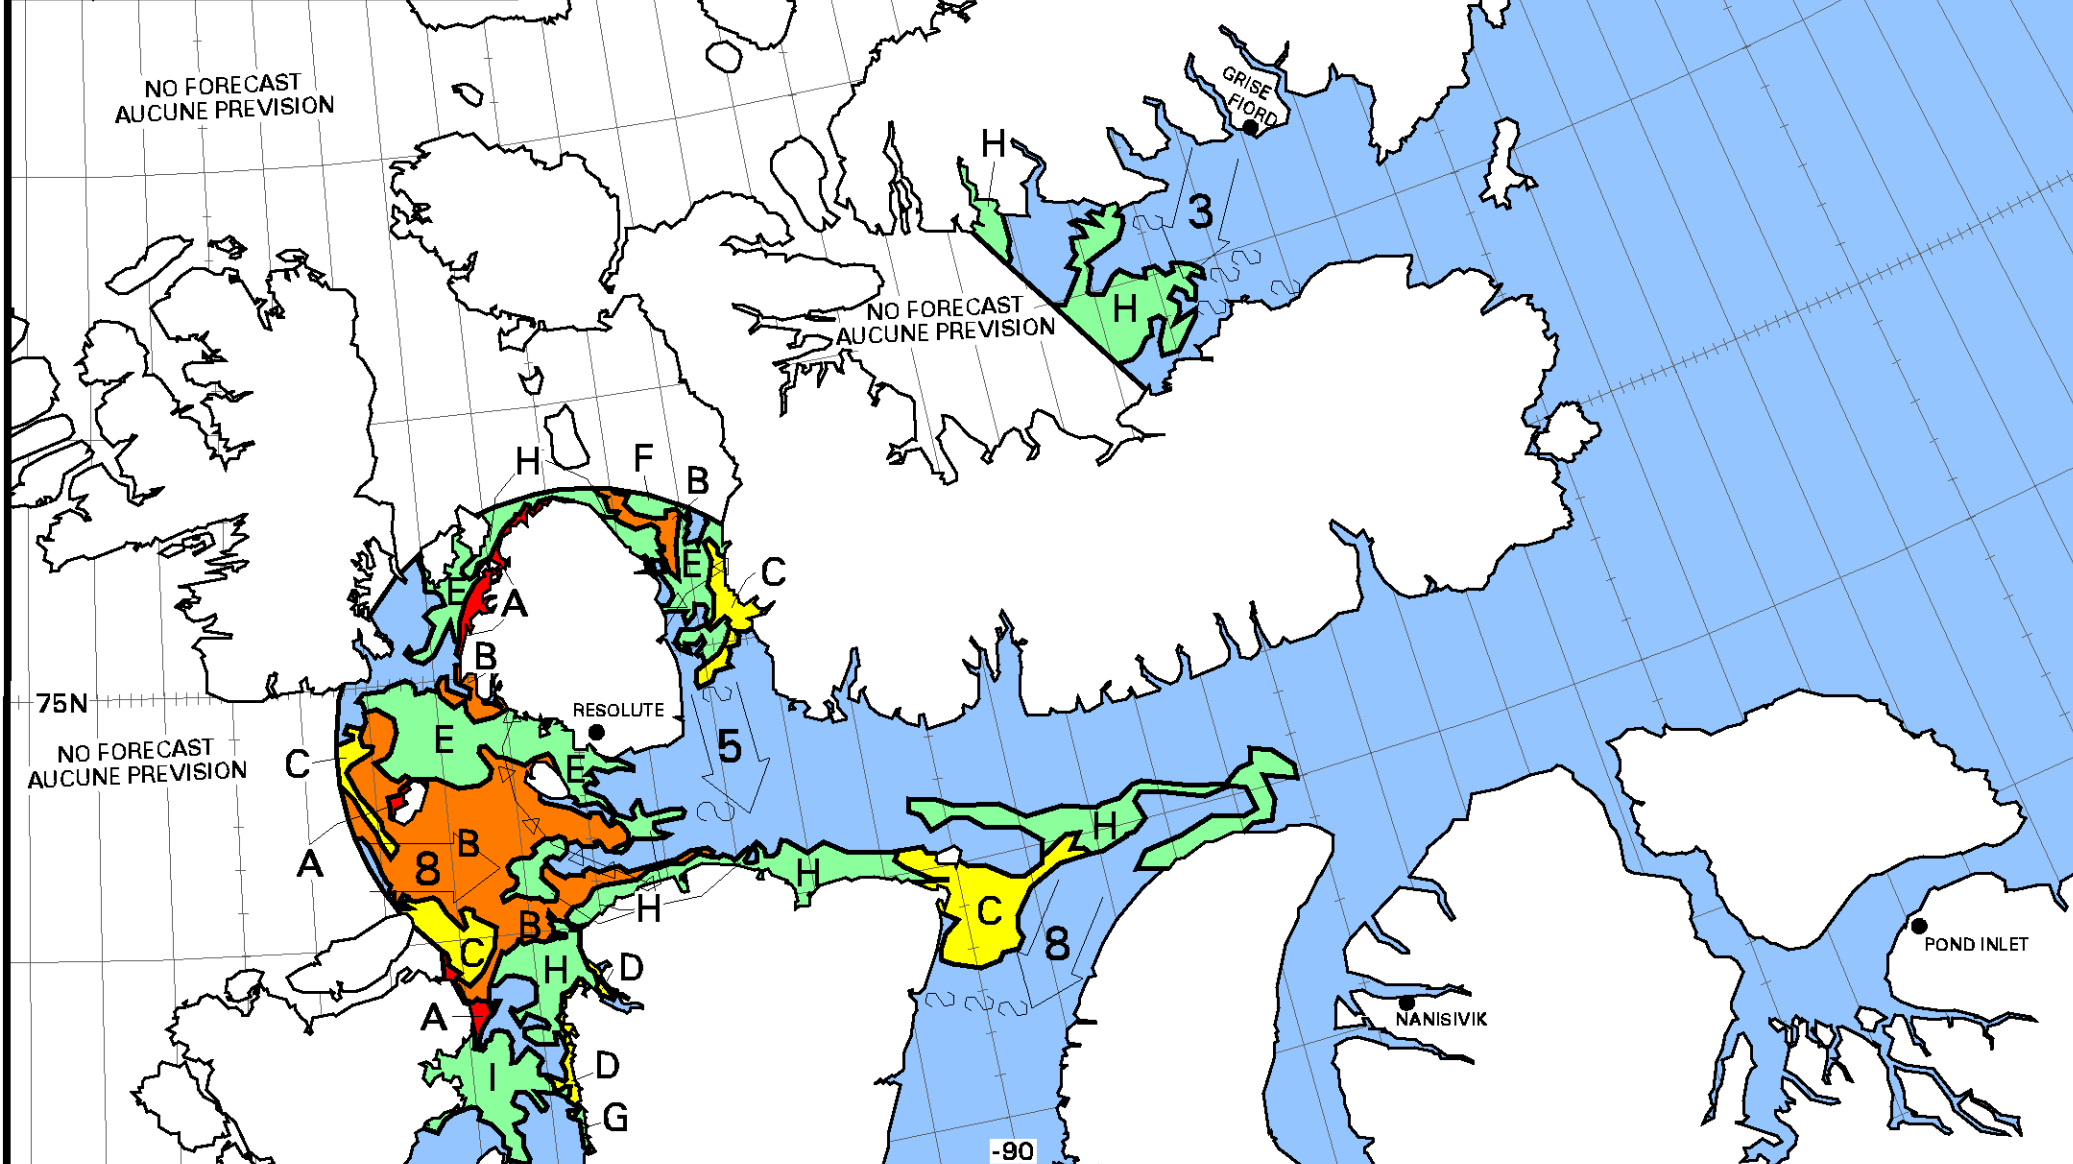 NO FORECAST
AUCUNE PREVISION
GRISE
FIORD
H
3
NO FORECAST
AUCUNE PREVISION
H
H
F
B
E
C
E
A
B
75N
RESOLUTE
NO FORECAST
AUCUNE PREVISION
C
E
E
5
A
B
8
H
H
H
B
C
C
8
H
D
A
POND INLET
NANISIVIK
D
I
G
-90